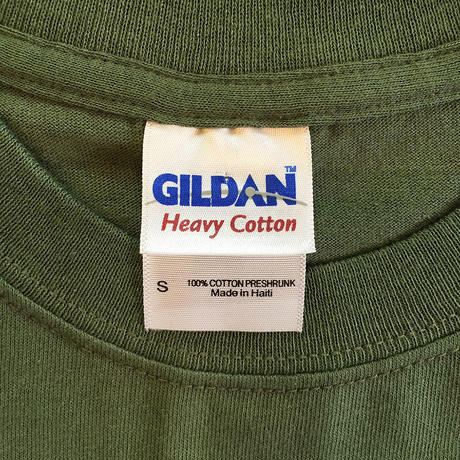 GILDAN™
Heavy Cotton
S 100% COTTON PRESHRUNK
Made in Haiti